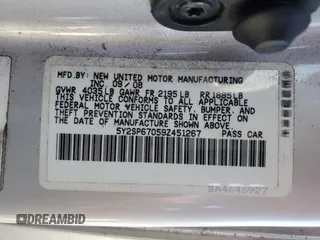 MFD.BY: NEW UNITED MOTOR MANUFACTURING
INC 09/08
GVWR 4035LB GAWR FR 2195LB RR1885LB
THIS VEHICLE CONFORMS TO ALL APPLICABLE
FEDERAL MOTOR VEHICLE SAFETY, BUMPER, AND
THEFT PREVENTION STANDARDS IN EFFECT ON
THE DATE OF MANUFACTURE SHOWN ABOVE.
5Y2SP67059Z451267 PASS CAR
BA4646927
DREAMBID